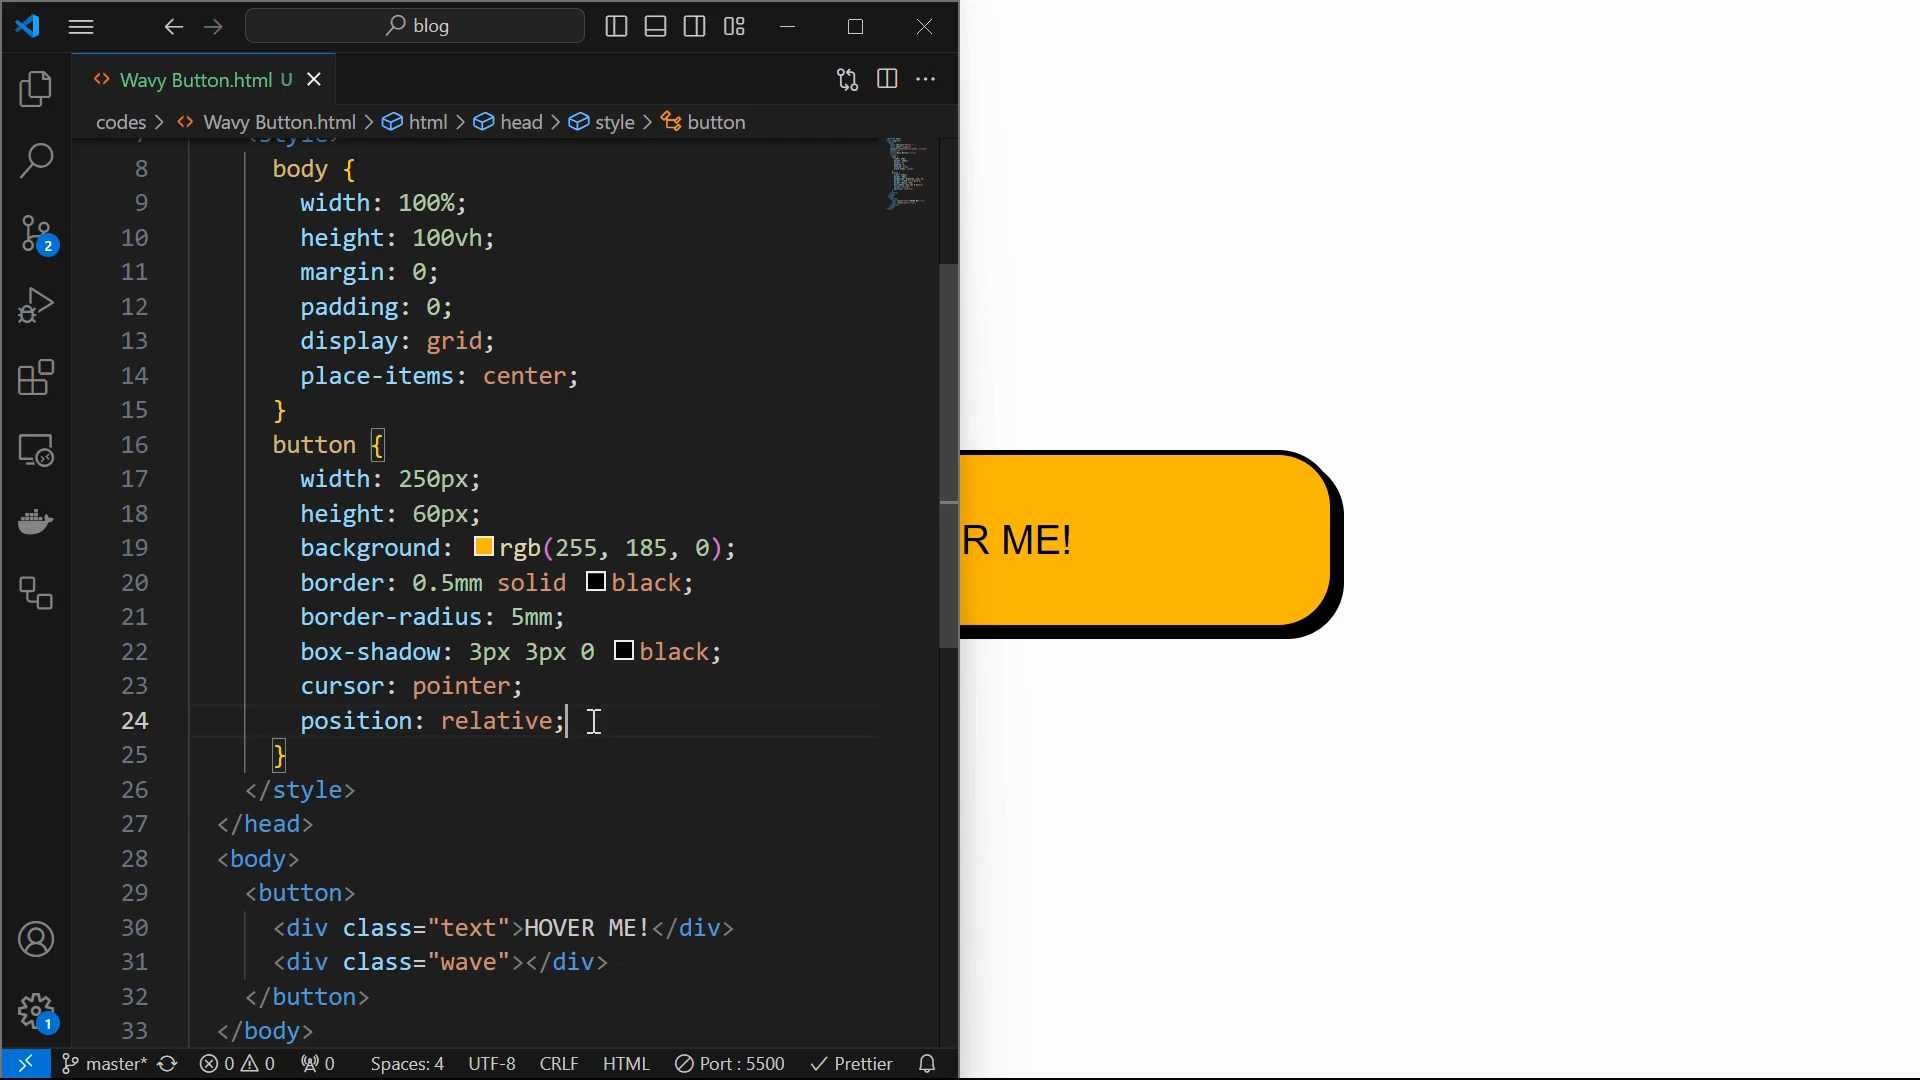 blog
Wavy Button.html U
codes > Wavy Button.html > html > head > style > button
8 body {
9 width: 100%;
10 height: 100vh;
11 margin: 0;
12 padding: 0;
13 display: grid;
14 place-items: center;
15 }
16 button {
17 width: 250px;
18 height: 60px;
19 background: rgb(255, 185, 0);
20 border: 0.5mm solid black;
21 border-radius: 5mm;
22 box-shadow: 3px 3px 0 black;
23 cursor: pointer;
24 position: relative;
25 }
26 </style>
27 </head>
28 <body>
29 <button>
30 <div class="text">HOVER ME!</div>
31 <div class="wave"></div>
32 </button>
33 </body>
R ME!
2
1
master* 0 0 0 Spaces: 4 UTF-8 CRLF HTML Port : 5500 Prettier